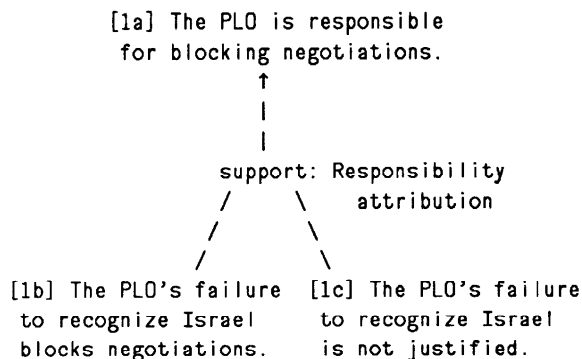 [1a] The PLO is responsible
for blocking negotiations.
support: Responsibility
attribution
[1b] The PLO's failure
to recognize Israel
blocks negotiations.
[1c] The PLO's failure
to recognize Israel
is not justified.